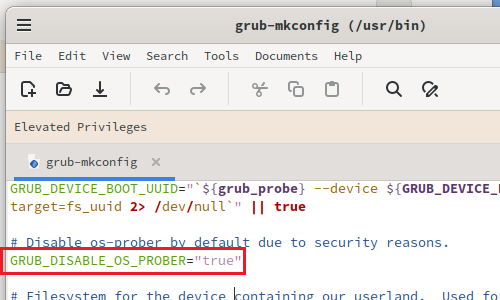 grub-mkconfig (/usr/bin)
File Edit View Search Tools Documents Help
Elevated Privileges
grub-mkconfig
GRUB_DEVICE_BOOT_UUID="`${grub_probe} --device ${GRUB_DEVICE_
target=fs_uuid 2> /dev/null`" || true
# Disable os-prober by default due to security reasons.
GRUB_DISABLE_OS_PROBER="true"
# Filesystem for the device containing our userland. Used fo